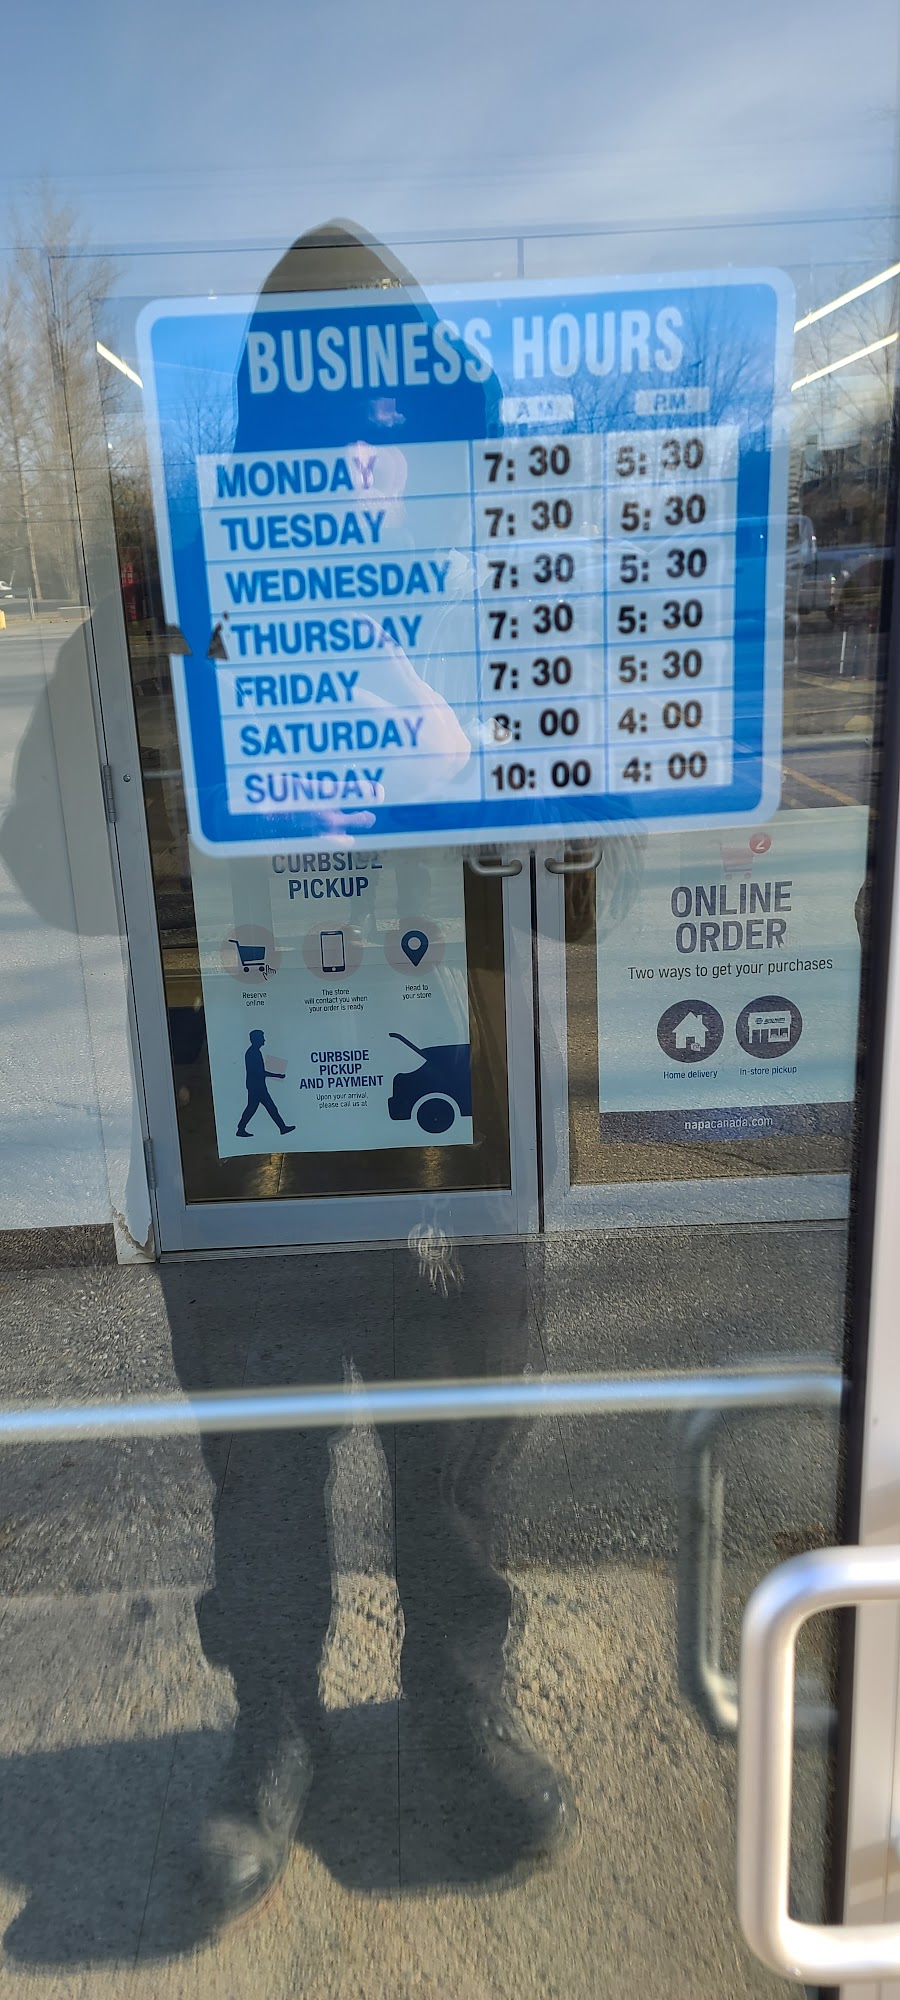 BUSINESS HOURS
A.M. P.M.
MONDAY 7: 30 5: 30
TUESDAY 7: 30 5: 30
WEDNESDAY 7: 30 5: 30
THURSDAY 7: 30 5: 30
FRIDAY 7: 30 5: 30
SATURDAY 8: 00 4: 00
SUNDAY 10: 00 4: 00
CURBSIDE
PICKUP
Reserve
online
The store
will contact you when
your order is ready
Head to
your store
CURBSIDE
PICKUP
AND PAYMENT
Upon your arrival,
please call us at
2
ONLINE
ORDER
Two ways to get your purchases
Home delivery
In-store pickup
napacanada.com